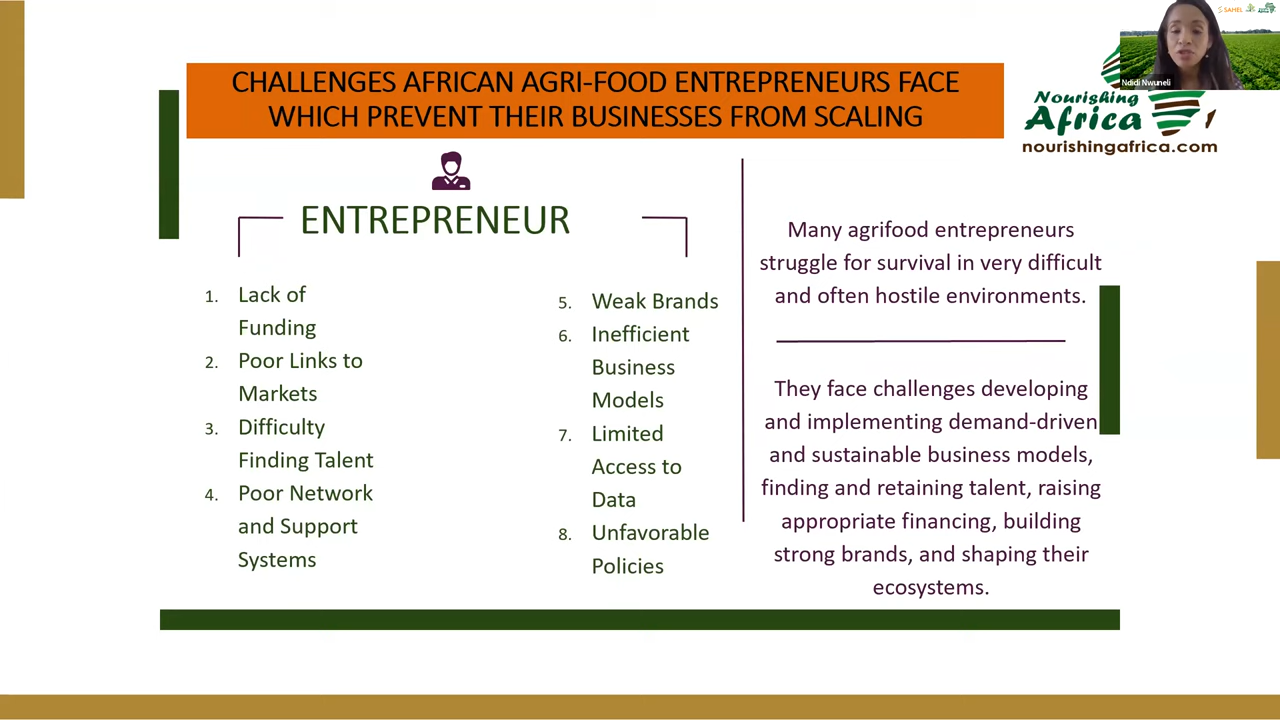 CHALLENGES AFRICAN AGRI-FOOD ENTREPRENEURS FACE
WHICH PREVENT THEIR BUSINESSES FROM SCALING
SAHEL
Ndidi Nwuneli
Nourishing
Africa
nourishingafrica.com
ENTREPRENEUR
1. Lack of
Funding
2. Poor Links to
Markets
3. Difficulty
Finding Talent
4. Poor Network
and Support
Systems
5. Weak Brands
6. Inefficient
Business
Models
7. Limited
Access to
Data
8. Unfavorable
Policies
Many agrifood entrepreneurs
struggle for survival in very difficult
and often hostile environments.
They face challenges developing
and implementing demand-driven
and sustainable business models,
finding and retaining talent, raising
appropriate financing, building
strong brands, and shaping their
ecosystems.